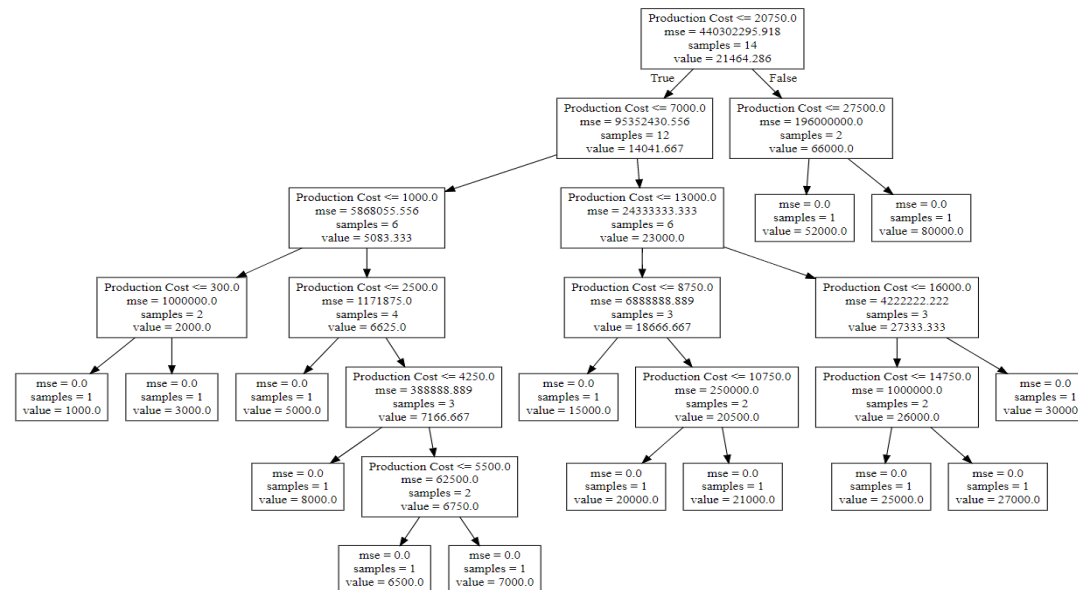 Production Cost <= 20750.0
mse = 440302295.918
samples = 14
value = 21464.286
True
False
Production Cost <= 7000.0
mse = 95352430.556
samples = 12
value = 14041.667
Production Cost <= 27500.0
mse = 196000000.0
samples = 2
value = 66000.0
Production Cost <= 1000.0
mse = 5868055.556
samples = 6
value = 5083.333
Production Cost <= 13000.0
mse = 24333333.333
samples = 6
value = 23000.0
mse = 0.0
samples = 1
value = 52000.0
mse = 0.0
samples = 1
value = 80000.0
Production Cost <= 300.0
mse = 1000000.0
samples = 2
value = 2000.0
Production Cost <= 2500.0
mse = 1171875.0
samples = 4
value = 6625.0
Production Cost <= 8750.0
mse = 6888888.889
samples = 3
value = 18666.667
Production Cost <= 16000.0
mse = 4222222.222
samples = 3
value = 27333.333
mse = 0.0
samples = 1
value = 1000.0
mse = 0.0
samples = 1
value = 3000.0
mse = 0.0
samples = 1
value = 5000.0
Production Cost <= 4250.0
mse = 388888.889
samples = 3
value = 7166.667
mse = 0.0
samples = 1
value = 15000.0
Production Cost <= 10750.0
mse = 250000.0
samples = 2
value = 20500.0
Production Cost <= 14750.0
mse = 1000000.0
samples = 2
value = 26000.0
mse = 0.0
samples = 1
value = 30000
mse = 0.0
samples = 1
value = 8000.0
Production Cost <= 5500.0
mse = 62500.0
samples = 2
value = 6750.0
mse = 0.0
samples = 1
value = 20000.0
mse = 0.0
samples = 1
value = 21000.0
mse = 0.0
samples = 1
value = 25000.0
mse = 0.0
samples = 1
value = 27000.0
mse = 0.0
samples = 1
value = 6500.0
mse = 0.0
samples = 1
value = 7000.0